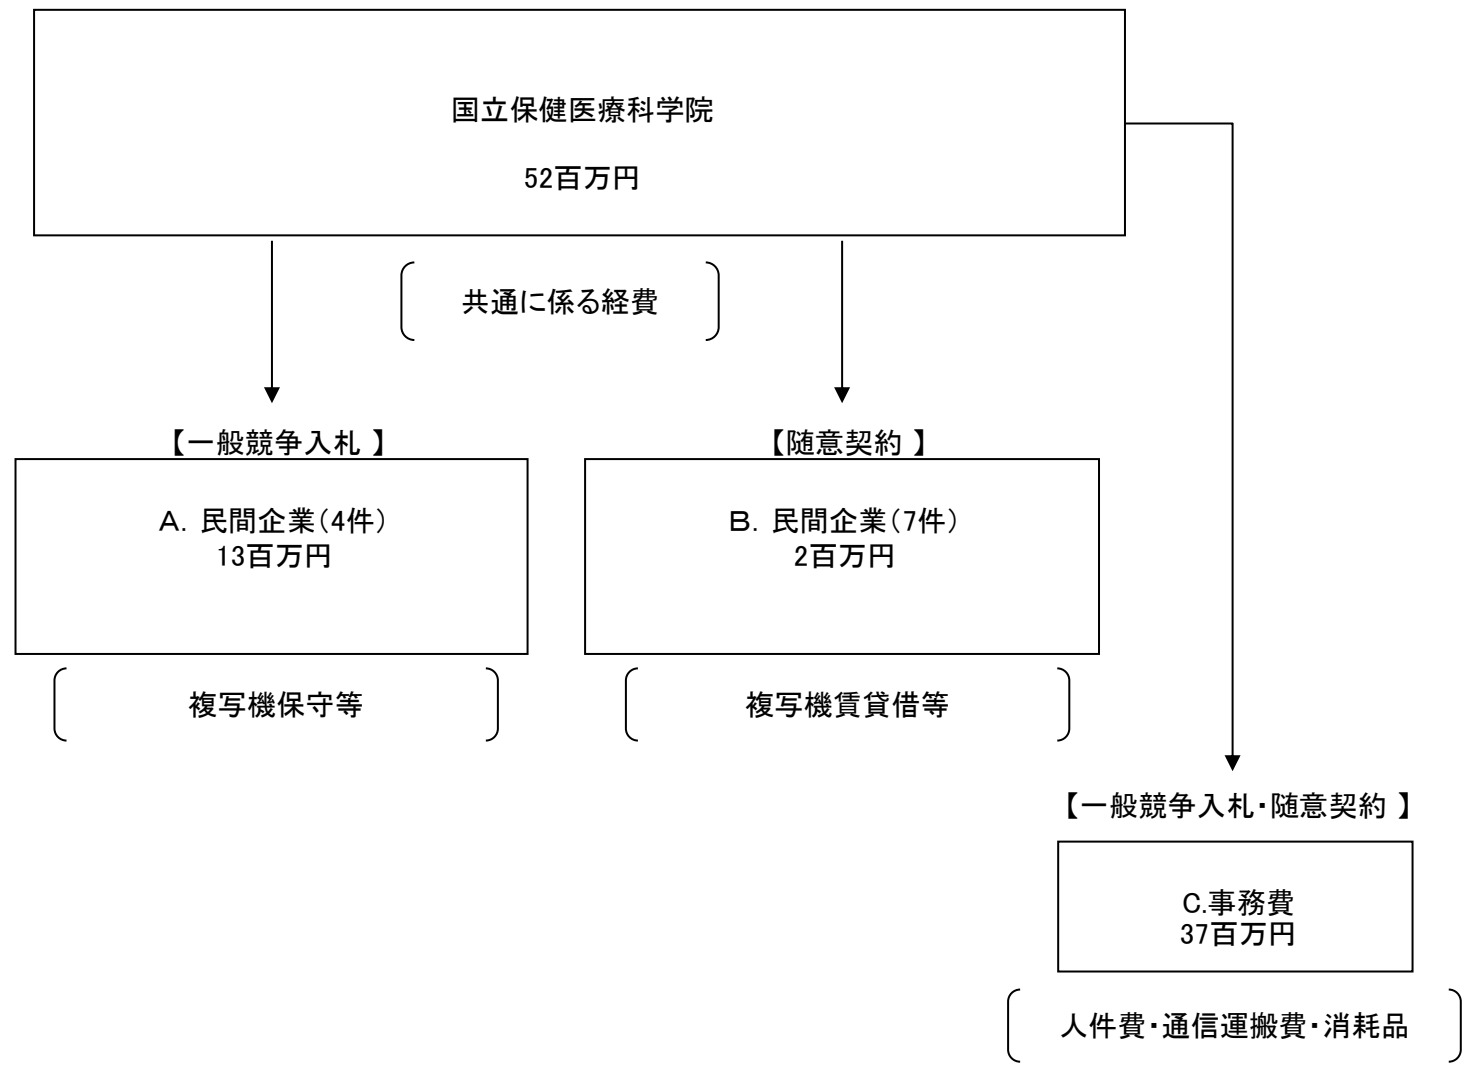 国立保健医療科学院
52百万円
共通に係る経費
【一般競争入札 】
【随意契約 】
A. 民間企業(4件)
13百万円
B. 民間企業(7件)
2百万円
複写機保守等
複写機賃貸借等
【一般競争入札・随意契約 】
C.事務費
37百万円
人件費・通信運搬費・消耗品